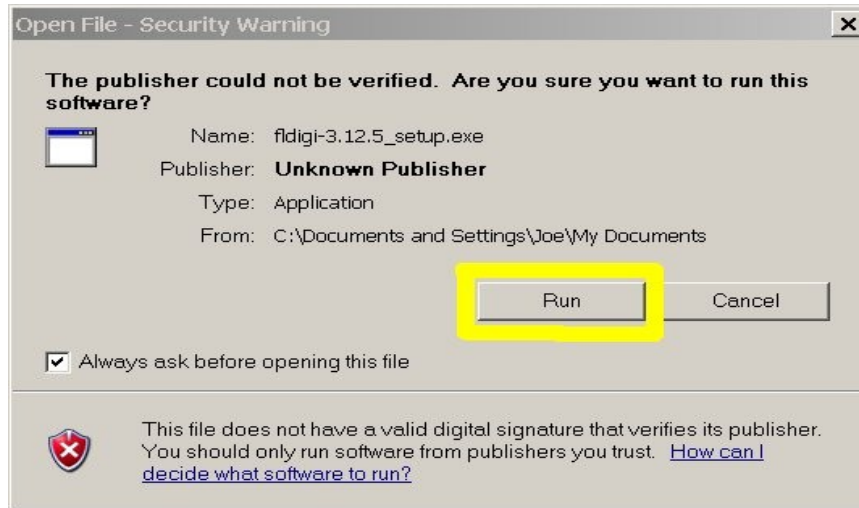 Open File - Security Warning
The publisher could not be verified. Are you sure you want to run this
software?
Name: fldigi-3.12.5_setup.exe
Publisher: Unknown Publisher
Type: Application
From: C:\Documents and Settings\Joe\My Documents
Run Cancel
Always ask before opening this file
This file does not have a valid digital signature that verifies its publisher.
You should only run software from publishers you trust. How can I
decide what software to run?